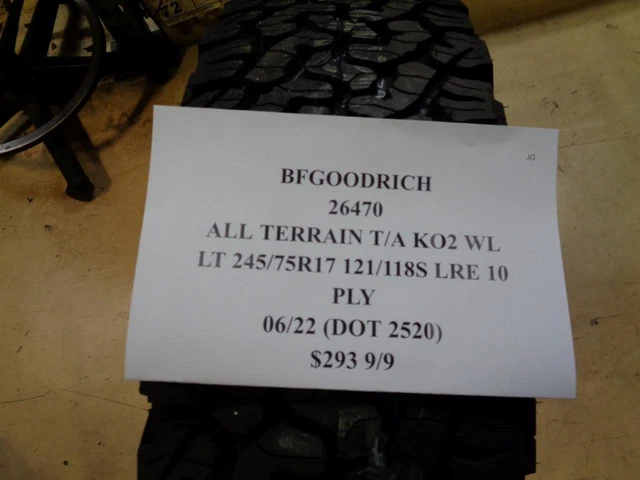 JG
BFGOODRICH
26470
ALL TERRAIN T/A KO2 WL
LT 245/75R17 121/118S LRE 10
PLY
06/22 (DOT 2520)
$293 9/9